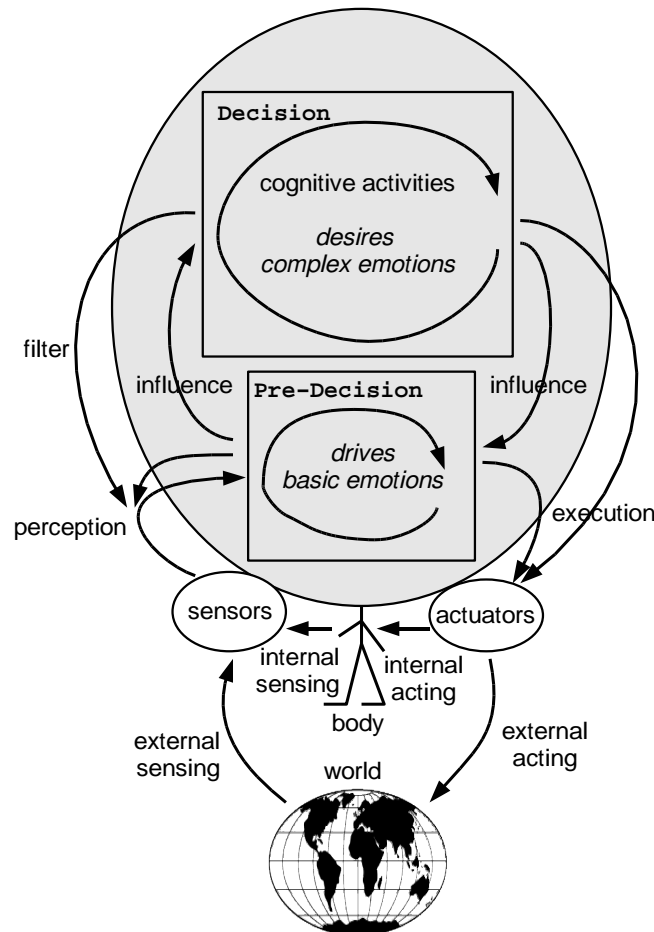 Decision
cognitive activities
desires
complex emotions
filter
influence
influence
Pre-Decision
drives
basic emotions
perception
execution
sensors
actuators
internal
sensing
internal
acting
body
external
sensing
external
acting
world